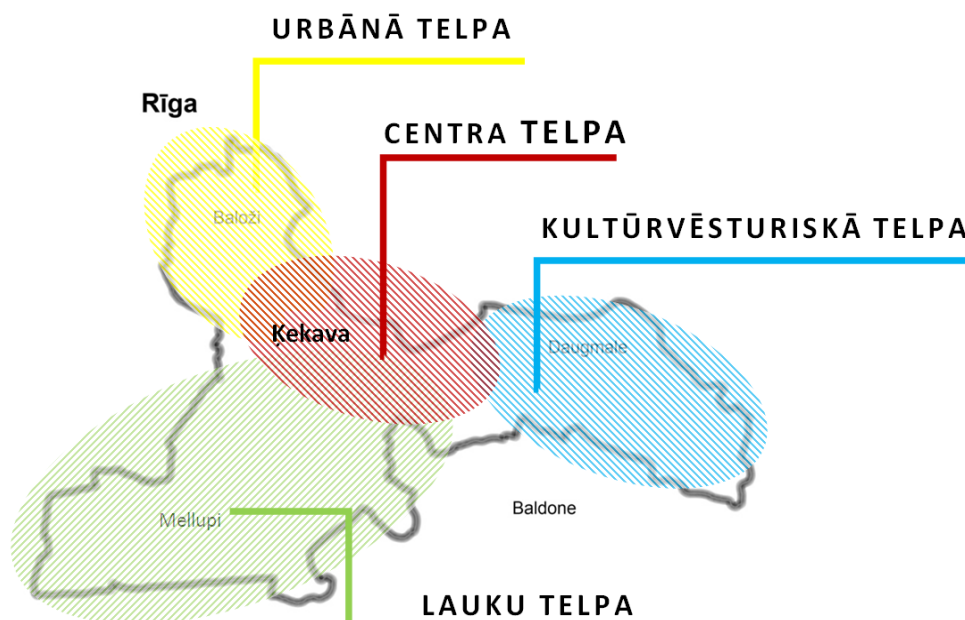 URBĀNĀ TELPA
Rīga
CENTRA TELPA
Baloži
KULTŪRVĒSTURISKĀ TELPA
Ķekava
Daugmale
Baldone
Mellupi
LAUKU TELPA